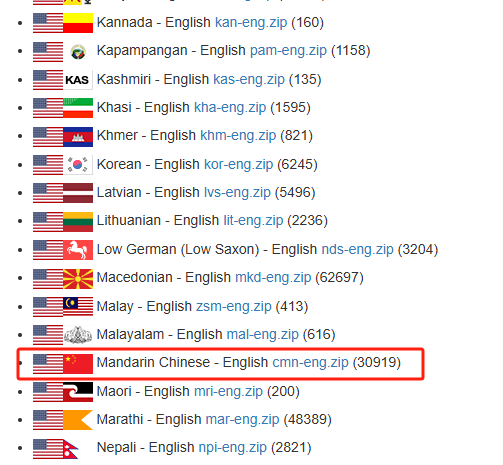 Kannada - English kan-eng.zip (160)
Kapampangan - English pam-eng.zip (1158)
KAS Kashmiri - English kas-eng.zip (135)
Khasi - English kha-eng.zip (1595)
Khmer - English khm-eng.zip (821)
Korean - English kor-eng.zip (6245)
Latvian - English lvs-eng.zip (5496)
Lithuanian - English lit-eng.zip (2236)
Low German (Low Saxon) - English nds-eng.zip (3204)
Macedonian - English mkd-eng.zip (62697)
Malay - English zsm-eng.zip (413)
Malayalam - English mal-eng.zip (616)
Mandarin Chinese - English cmn-eng.zip (30919)
Maori - English mri-eng.zip (200)
Marathi - English mar-eng.zip (48389)
Nepali - English npi-eng.zip (2821)